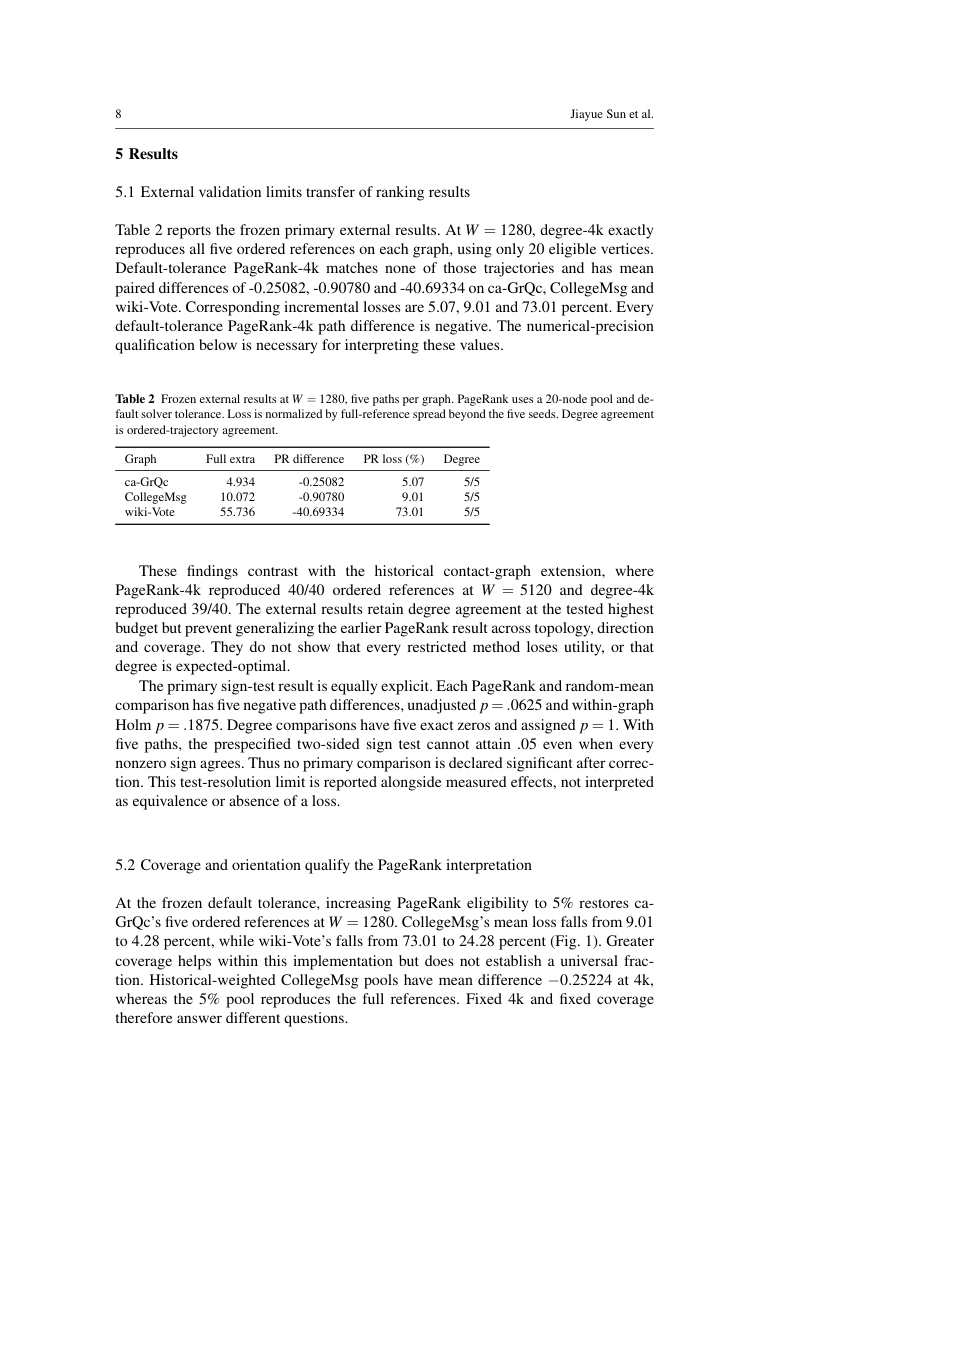 8 Jiayue Sun et al.
5 Results
5.1 External validation limits transfer of ranking results
Table 2 reports the frozen primary external results. At W = 1280, degree-4k exactly
reproduces all five ordered references on each graph, using only 20 eligible vertices.
Default-tolerance PageRank-4k matches none of those trajectories and has mean
paired differences of -0.25082, -0.90780 and -40.69334 on ca-GrQc, CollegeMsg and
wiki-Vote. Corresponding incremental losses are 5.07, 9.01 and 73.01 percent. Every
default-tolerance PageRank-4k path difference is negative. The numerical-precision
qualification below is necessary for interpreting these values.
Table 2 Frozen external results at W = 1280, five paths per graph. PageRank uses a 20-node pool and de-
fault solver tolerance. Loss is normalized by full-reference spread beyond the five seeds. Degree agreement
is ordered-trajectory agreement.
Graph Full extra PR difference PR loss (%) Degree
ca-GrQc 4.934 -0.25082 5.07 5/5
CollegeMsg 10.072 -0.90780 9.01 5/5
wiki-Vote 55.736 -40.69334 73.01 5/5
These findings contrast with the historical contact-graph extension, where
PageRank-4k reproduced 40/40 ordered references at W = 5120 and degree-4k
reproduced 39/40. The external results retain degree agreement at the tested highest
budget but prevent generalizing the earlier PageRank result across topology, direction
and coverage. They do not show that every restricted method loses utility, or that
degree is expected-optimal.
The primary sign-test result is equally explicit. Each PageRank and random-mean
comparison has five negative path differences, unadjusted p = .0625 and within-graph
Holm p = .1875. Degree comparisons have five exact zeros and assigned p = 1. With
five paths, the prespecified two-sided sign test cannot attain .05 even when every
nonzero sign agrees. Thus no primary comparison is declared significant after correc-
tion. This test-resolution limit is reported alongside measured effects, not interpreted
as equivalence or absence of a loss.
5.2 Coverage and orientation qualify the PageRank interpretation
At the frozen default tolerance, increasing PageRank eligibility to 5% restores ca-
GrQc's five ordered references at W = 1280. CollegeMsg's mean loss falls from 9.01
to 4.28 percent, while wiki-Vote's falls from 73.01 to 24.28 percent (Fig. 1). Greater
coverage helps within this implementation but does not establish a universal frac-
tion. Historical-weighted CollegeMsg pools have mean difference −0.25224 at 4k,
whereas the 5% pool reproduces the full references. Fixed 4k and fixed coverage
therefore answer different questions.